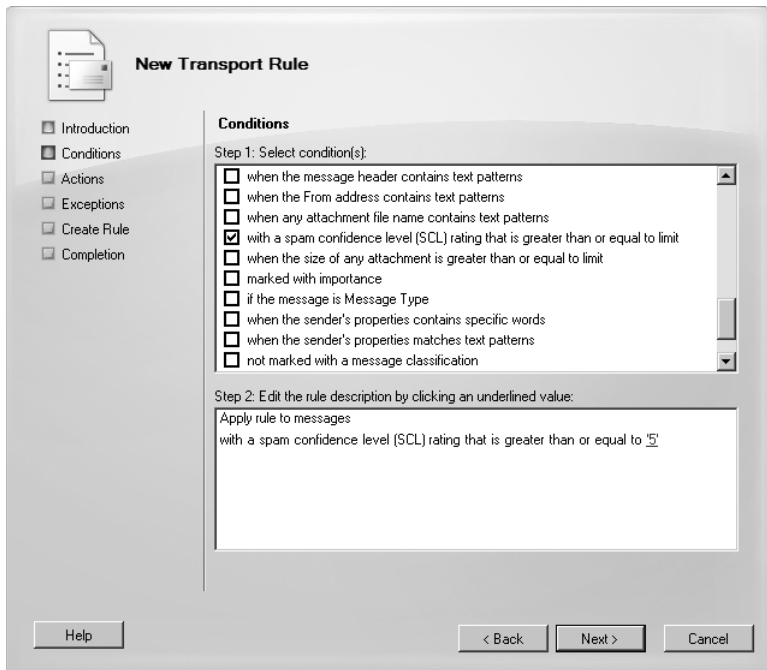 New Transport Rule
Introduction
Conditions
Actions
Exceptions
Create Rule
Completion
Conditions
Step 1: Select condition(s):
when the message header contains text patterns
when the From address contains text patterns
when any attachment file name contains text patterns
with a spam confidence level (SCL) rating that is greater than or equal to limit
when the size of any attachment is greater than or equal to limit
marked with importance
if the message is Message Type
when the sender's properties contains specific words
when the sender's properties matches text patterns
not marked with a message classification
Step 2: Edit the rule description by clicking an underlined value:
Apply rule to messages
with a spam confidence level (SCL) rating that is greater than or equal to '5'
Help
< Back
Next >
Cancel